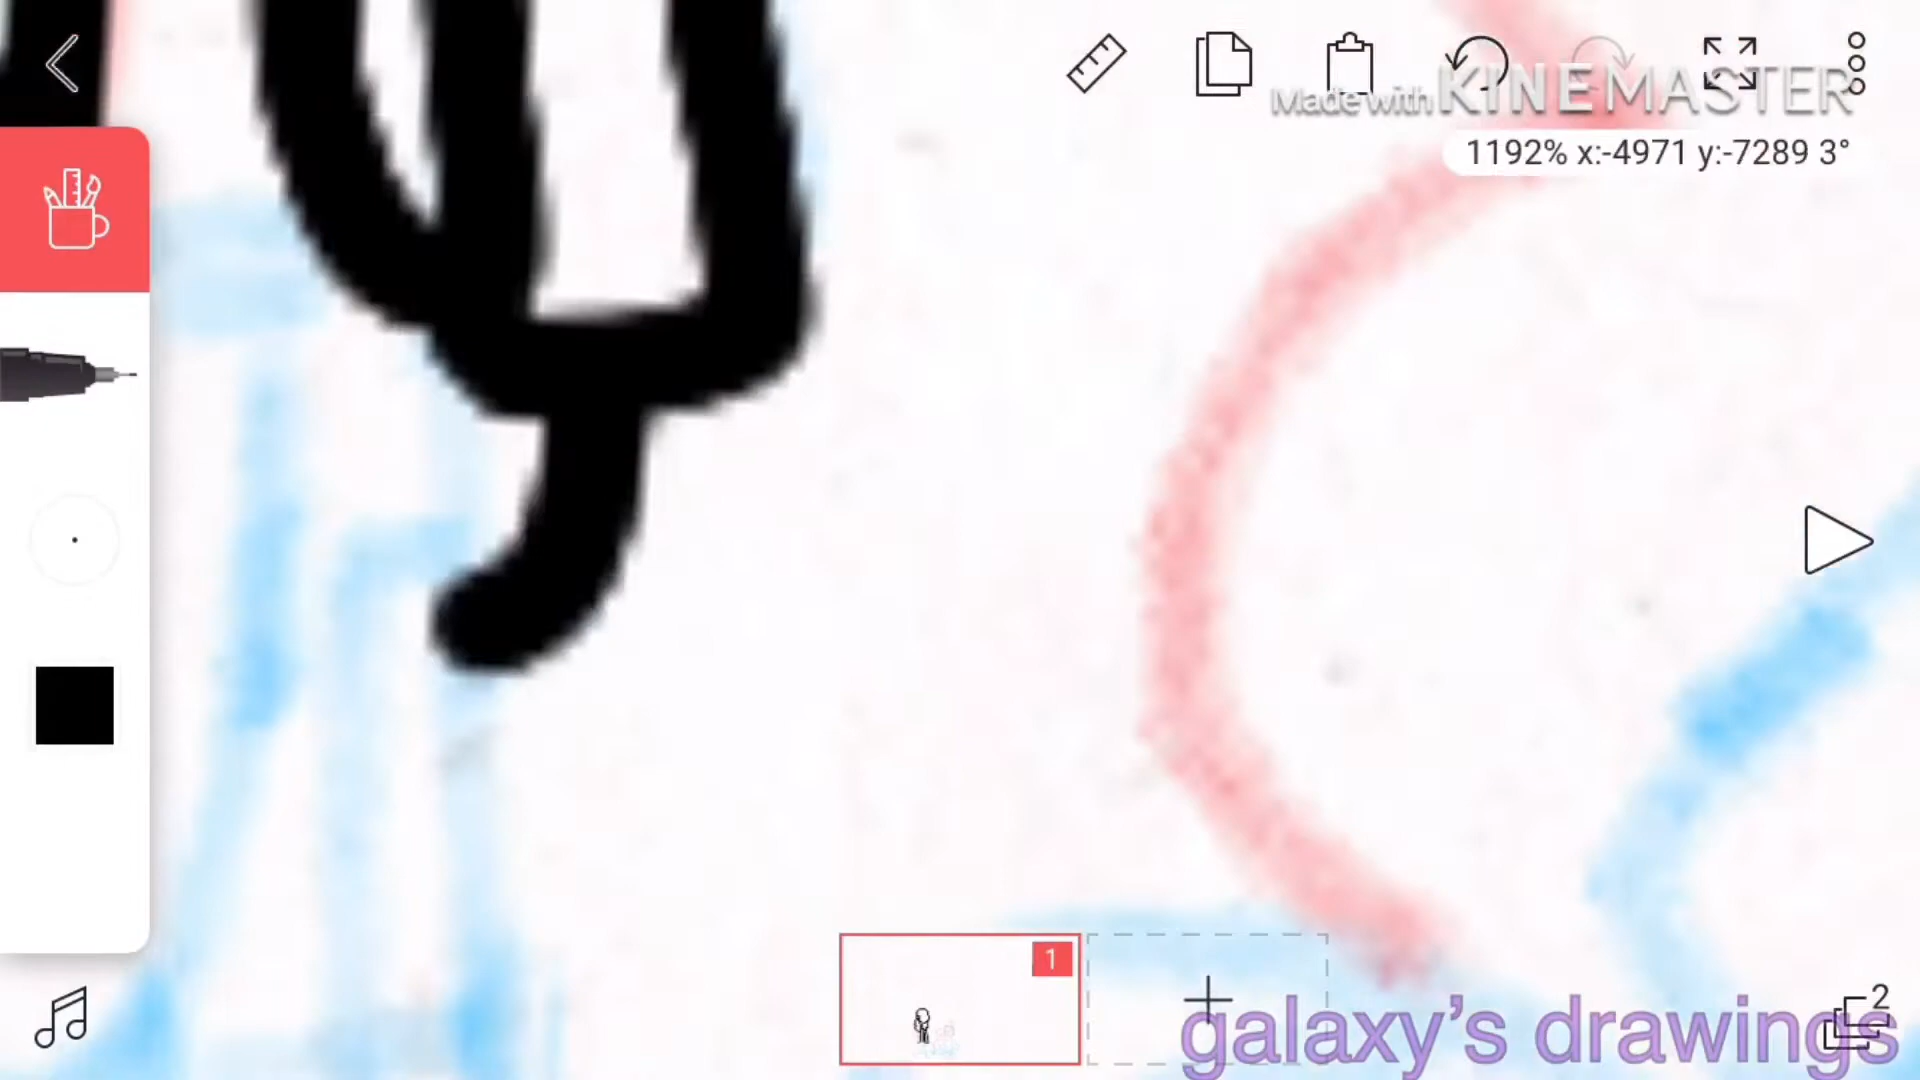 Made with KINEMASTER
1192% x:-4971 y:-7289 3°
1
2
galaxy's drawings